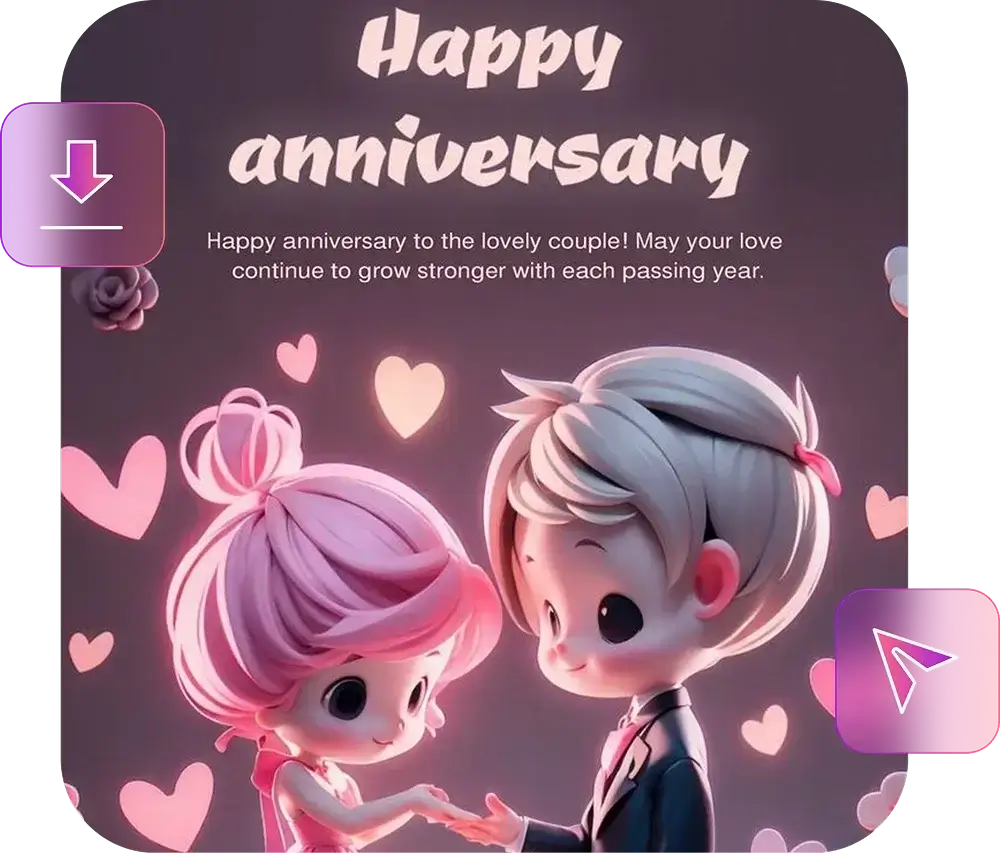 Happy
anniversary
Happy anniversary to the lovely couple! May your love
continue to grow stronger with each passing year.